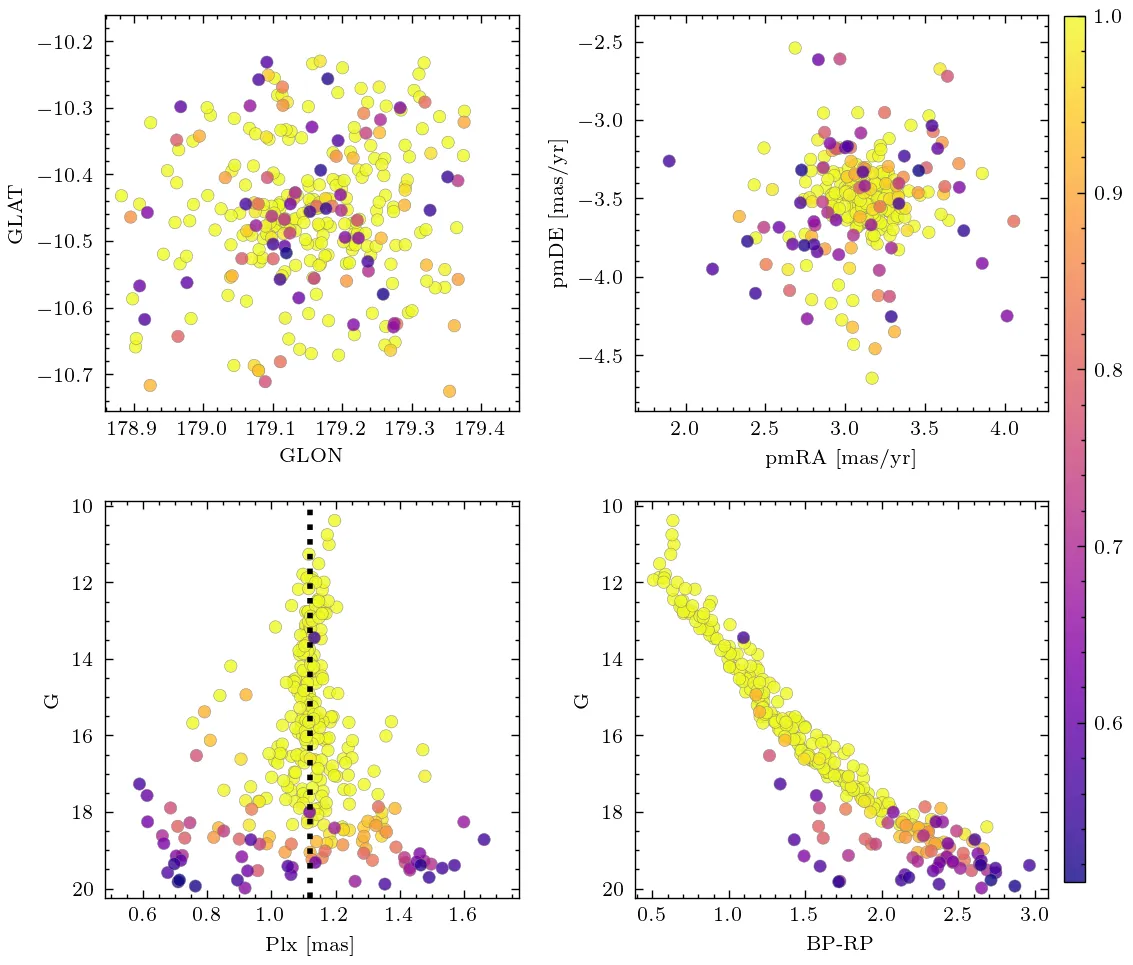 −10.2
−10.3
−10.4
−10.5
−10.6
−10.7
GLAT
178.9 179.0 179.1 179.2 179.3 179.4
GLON
−2.5
−3.0
−3.5
−4.0
−4.5
pmDE [mas/yr]
2.0 2.5 3.0 3.5 4.0
pmRA [mas/yr]
1.0
0.9
0.8
0.7
0.6
10
12
14
16
18
20
G
0.6 0.8 1.0 1.2 1.4 1.6
Plx [mas]
10
12
14
16
18
20
G
0.5 1.0 1.5 2.0 2.5 3.0
BP-RP